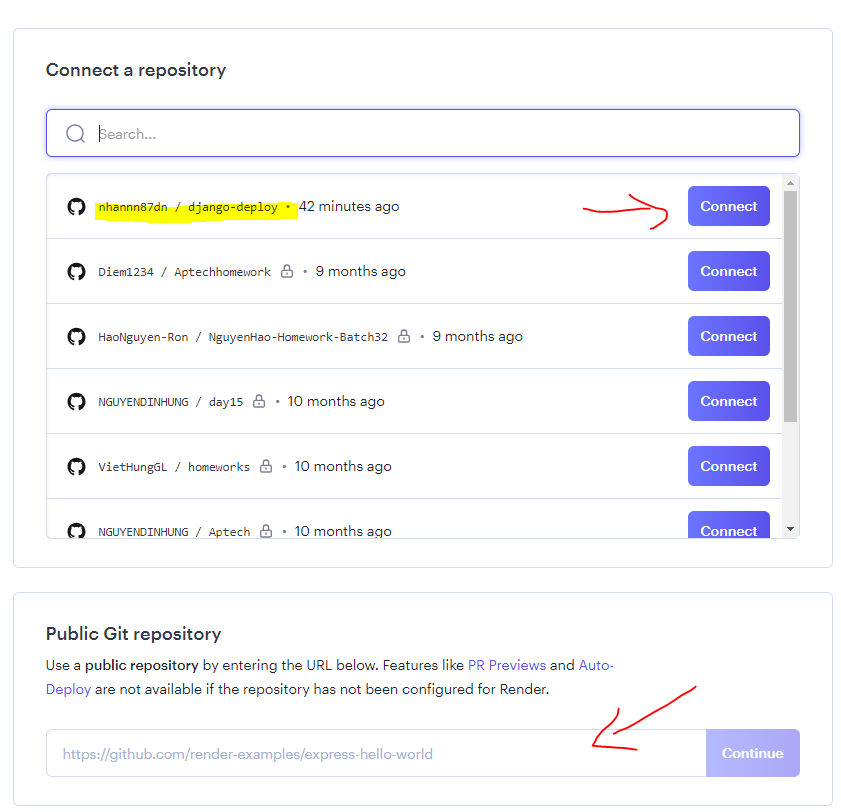 Connect a repository
Search...
nhannn87dn / django-deploy • 42 minutes ago Connect
Diem1234 / Aptechhomework • 9 months ago Connect
HaoNguyen-Ron / NguyenHao-Homework-Batch32 • 9 months ago Connect
NGUYENDINHUNG / day15 • 10 months ago Connect
VietHungGL / homeworks • 10 months ago Connect
NGUYENDINHUNG / Aptech • 10 months ago Connect
Public Git repository
Use a public repository by entering the URL below. Features like PR Previews and Auto-
Deploy are not available if the repository has not been configured for Render.
https://github.com/render-examples/express-hello-world Continue